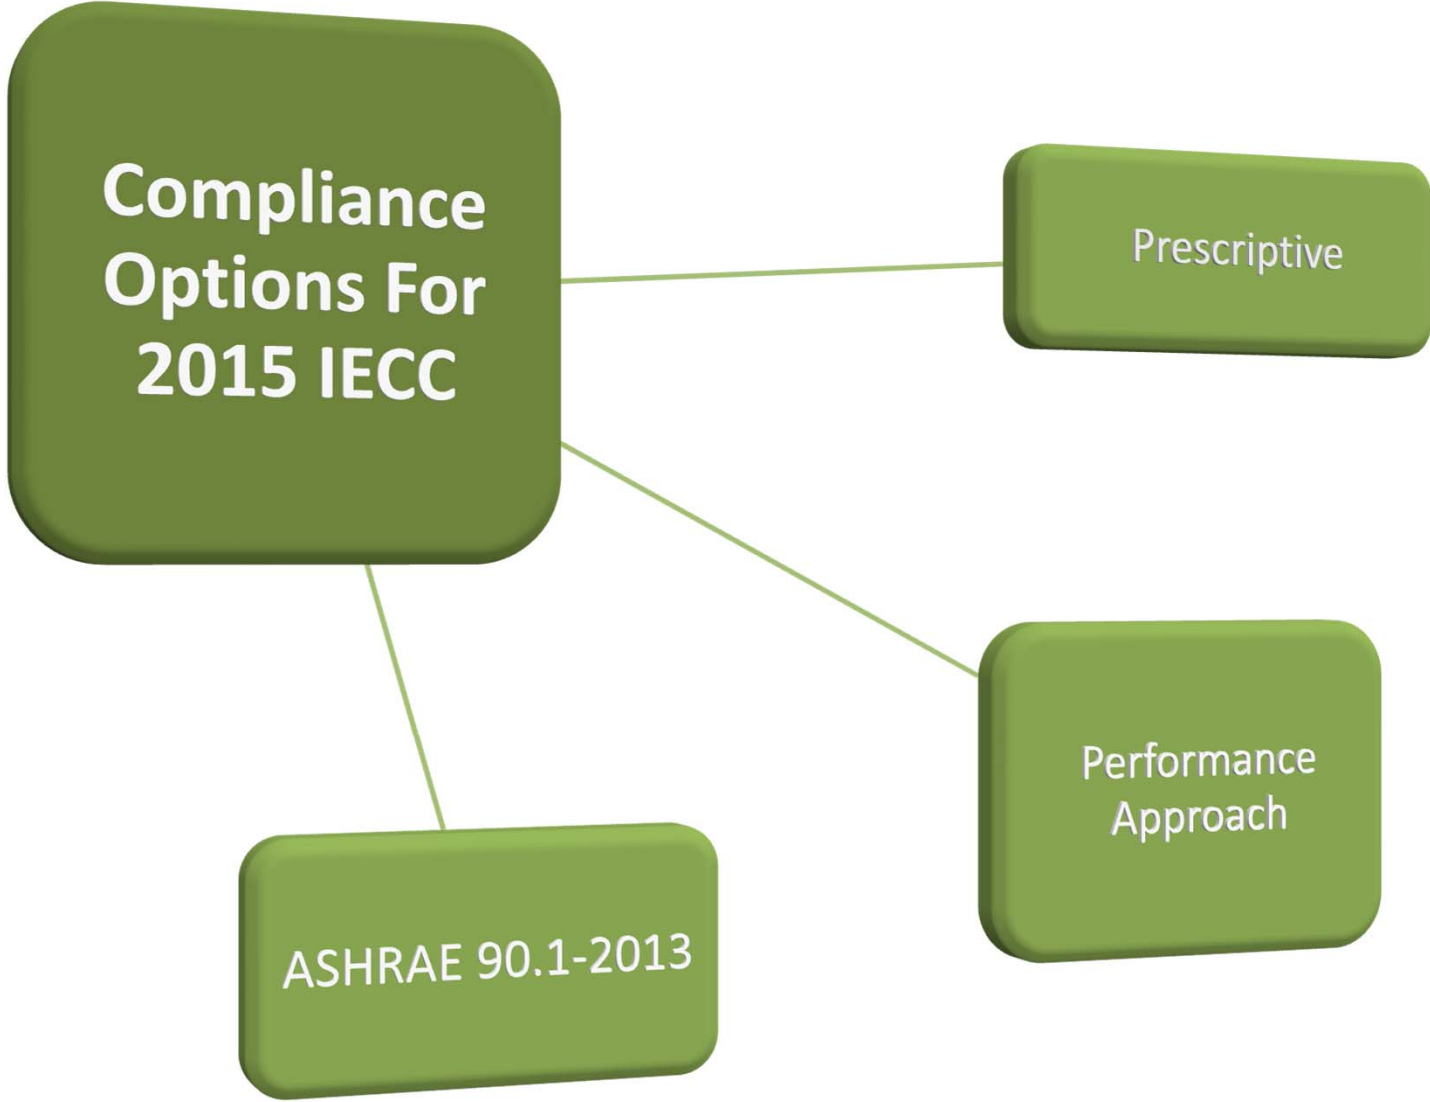 Compliance
Options For
2015 IECC
Prescriptive
Performance
Approach
ASHRAE 90.1-2013